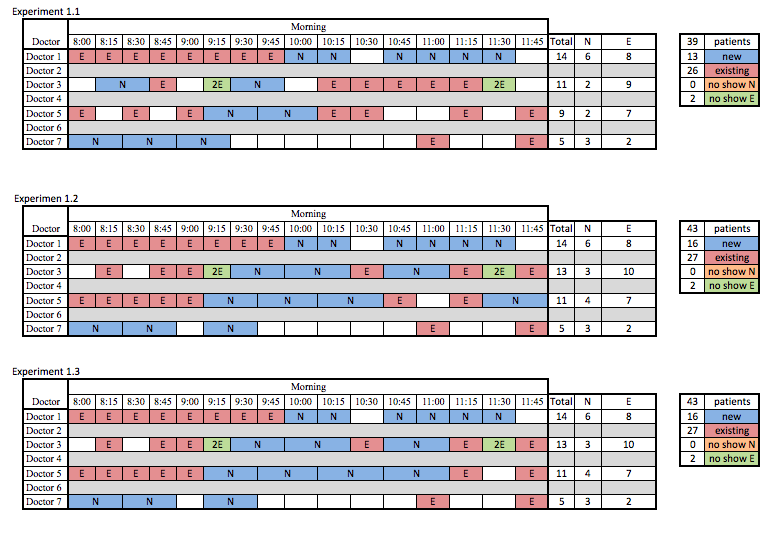 Experiment 1.1
Morning
Doctor 8:00 8:15 8:30 8:45 9:00 9:15 9:30 9:45 10:00 10:15 10:30 10:45 11:00 11:15 11:30 11:45 Total N E 39 patients
Doctor 1 E E E E E E E E N N N N N N 14 6 8 13 new
Doctor 2 26 existing
Doctor 3 N E 2E N E E E E E 2E 11 2 9 0 no show N
Doctor 4 2 no show E
Doctor 5 E E E N N E E E E 9 2 7
Doctor 6
Doctor 7 N N N E E 5 3 2
Experimen 1.2
Morning
Doctor 8:00 8:15 8:30 8:45 9:00 9:15 9:30 9:45 10:00 10:15 10:30 10:45 11:00 11:15 11:30 11:45 Total N E 43 patients
Doctor 1 E E E E E E E E N N N N N N 14 6 8 16 new
Doctor 2 27 existing
Doctor 3 E E E 2E N N E N E 2E E 13 3 10 0 no show N
Doctor 4 2 no show E
Doctor 5 E E E E E N N N E E N 11 4 7
Doctor 6
Doctor 7 N N N E E 5 3 2
Experiment 1.3
Morning
Doctor 8:00 8:15 8:30 8:45 9:00 9:15 9:30 9:45 10:00 10:15 10:30 10:45 11:00 11:15 11:30 11:45 Total N E 43 patients
Doctor 1 E E E E E E E E N N N N N N 14 6 8 16 new
Doctor 2 27 existing
Doctor 3 E E E 2E N N E N E 2E E 13 3 10 0 no show N
Doctor 4 2 no show E
Doctor 5 E E E E E N N N N E E 11 4 7
Doctor 6
Doctor 7 N N N E E 5 3 2